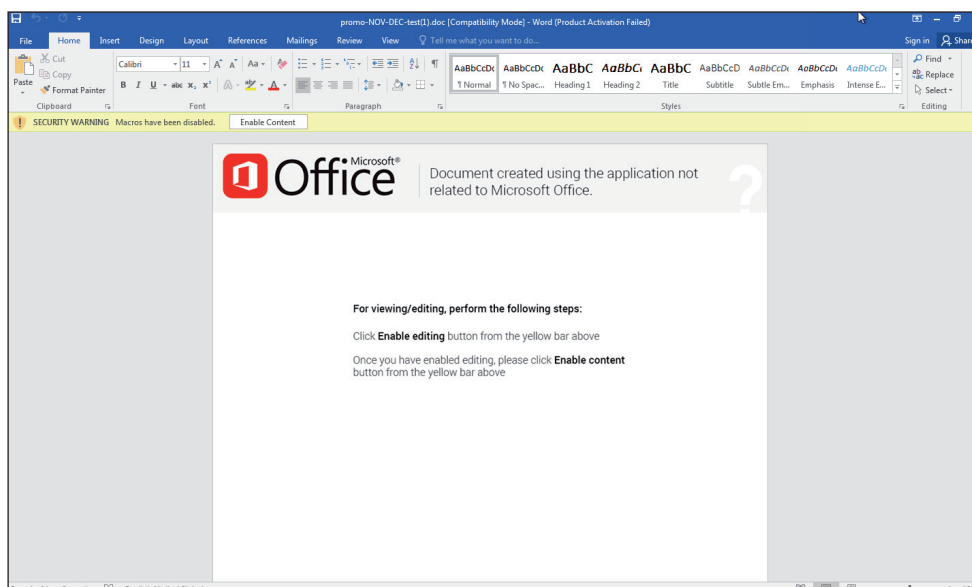 promo-NOV-DEC-test(1).doc [Compatibility Mode] - Word (Product Activation Failed)
File Home Insert Design Layout References Mailings Review View Tell me what you want to do... Sign in Share
Paste
Cut
Copy
Format Painter
Clipboard
Calibri 11
Font
Paragraph
AaBbCcDc AaBbCcDc AaBbC AaBbCc AaBbC AaBbCcD AaBbCcDc AaBbCcDc AaBbCcDc
¶ Normal ¶ No Spac... Heading 1 Heading 2 Title Subtitle Subtle Em... Emphasis Intense E...
Styles
Find
Replace
Select
Editing
SECURITY WARNING Macros have been disabled. Enable Content
Microsoft®
Office
Document created using the application not
related to Microsoft Office.
?
For viewing/editing, perform the following steps:
Click Enable editing button from the yellow bar above
Once you have enabled editing, please click Enable content
button from the yellow bar above